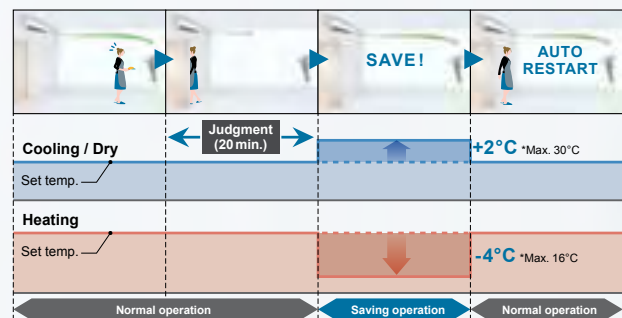 SAVE!
AUTO
RESTART
Judgment
(20 min.)
Cooling / Dry
+2°C *Max. 30°C
Set temp.
Heating
Set temp.
-4°C *Max. 16°C
Normal operation
Saving operation
Normal operation